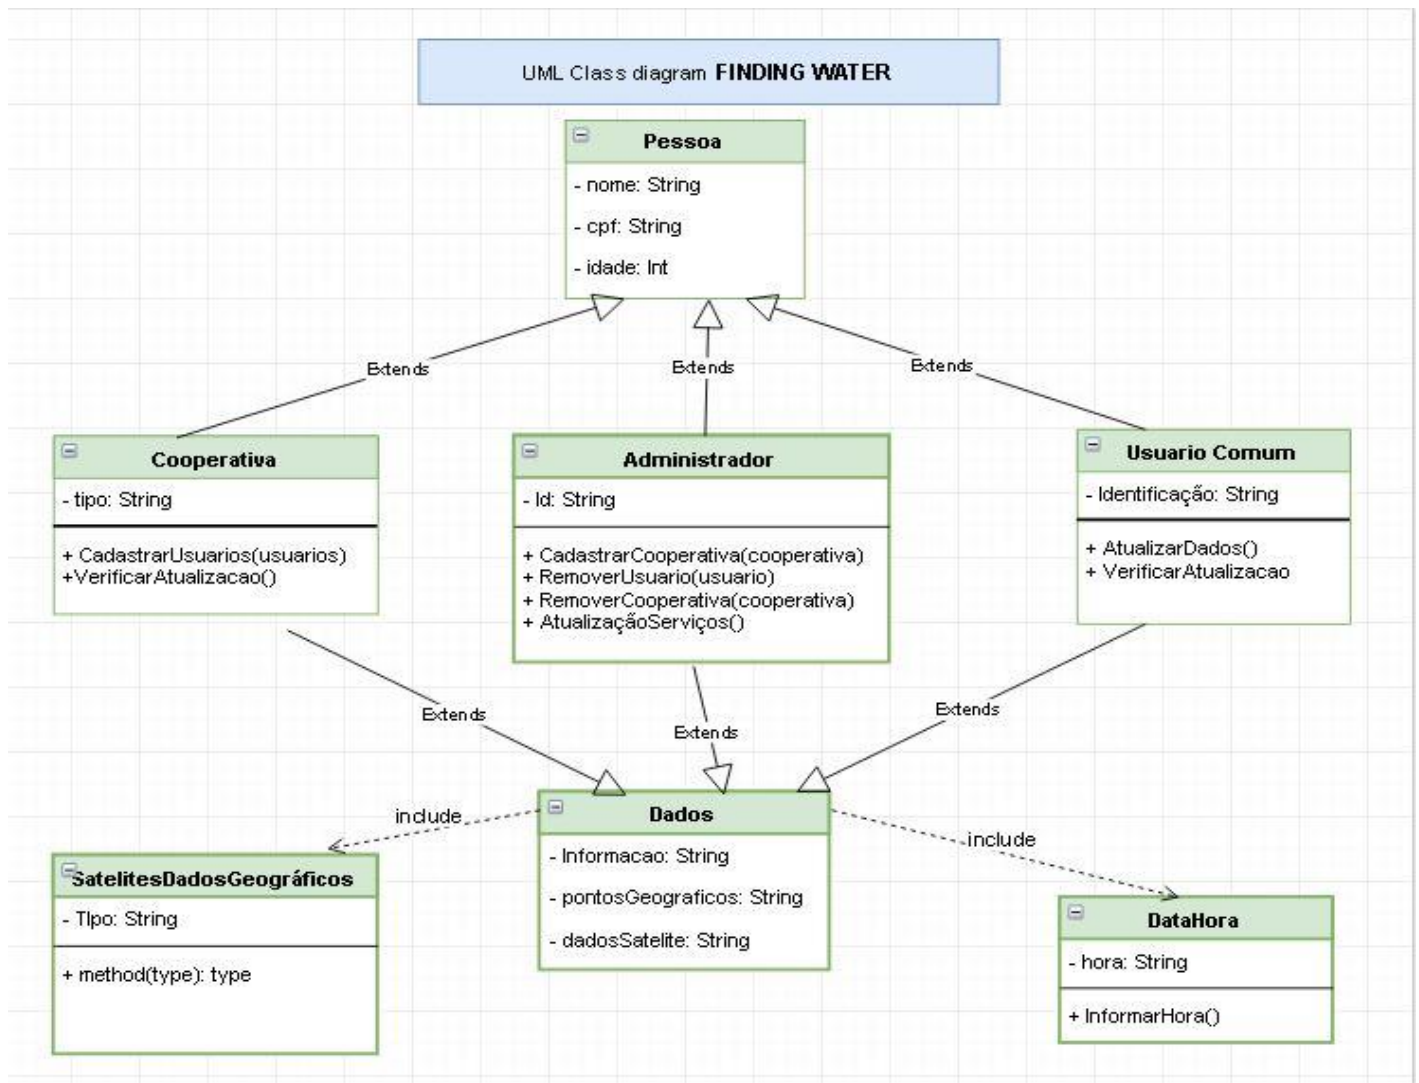 UML Class diagram FINDING WATER
Pessoa
- nome: String
- cpf: String
- idade: Int
Extends
Extends
Extends
Cooperativa
- tipo: String
+ CadastrarUsuarios(usuarios)
+VerificarAtualizacao()
Administrador
- Id: String
+ CadastrarCooperativa(cooperativa)
+ RemoverUsuario(usuario)
+ RemoverCooperativa(cooperativa)
+ AtualizaçãoServiços()
Usuario Comum
- Identificação: String
+ AtualizarDados()
+ VerificarAtualizacao
Extends
Extends
Extends
include
include
Dados
- Informacao: String
- pontosGeograficos: String
- dadosSatelite: String
SatelitesDadosGeográficos
- TIpo: String
+ method(type): type
DataHora
- hora: String
+ InformarHora()